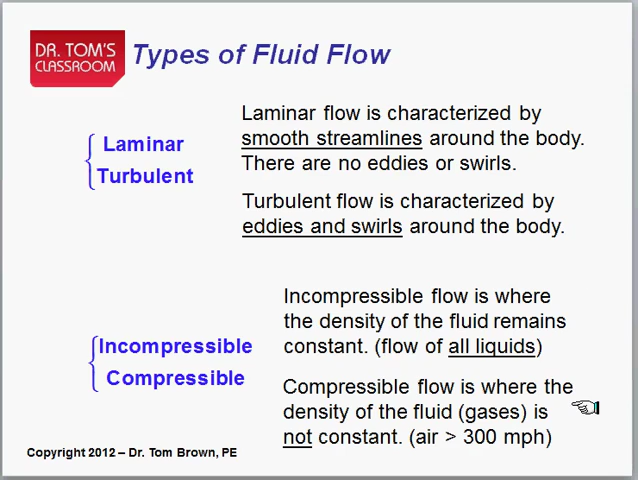 DR. TOM'S
CLASSROOM
Types of Fluid Flow
Laminar
Turbulent
Laminar flow is characterized by
smooth streamlines around the body.
There are no eddies or swirls.
Turbulent flow is characterized by
eddies and swirls around the body.
Incompressible
Compressible
Incompressible flow is where
the density of the fluid remains
constant. (flow of all liquids)
Compressible flow is where the
density of the fluid (gases) is
not constant. (air > 300 mph)
Copyright 2012 – Dr. Tom Brown, PE